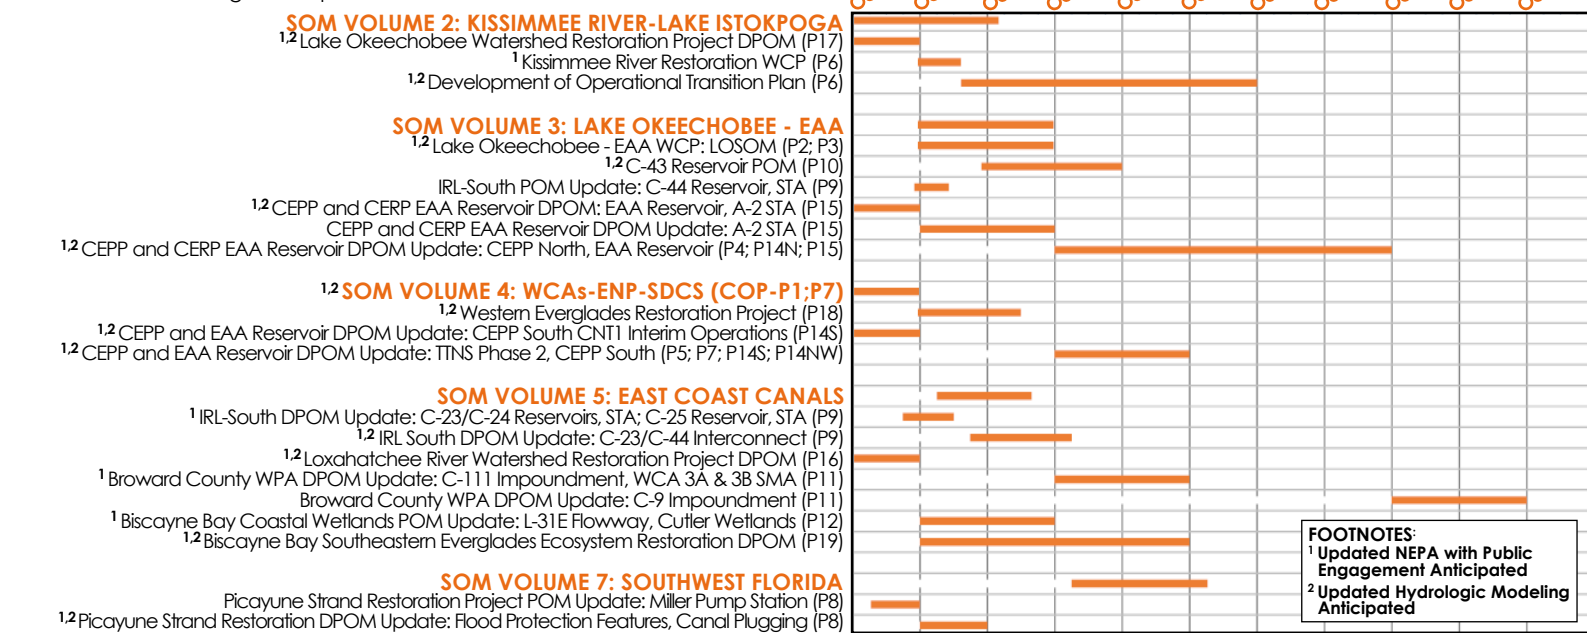 SOM VOLUME 2: KISSIMMEE RIVER-LAKE ISTOKPOGA
1,2 Lake Okeechobee Watershed Restoration Project DPOM (P17)
1 Kissimmee River Restoration WCP (P6)
1,2 Development of Operational Transition Plan (P6)
SOM VOLUME 3: LAKE OKEECHOBEE - EAA
1,2 Lake Okeechobee - EAA WCP: LOSOM (P2; P3)
1,2 C-43 Reservoir POM (P10)
IRL-South POM Update: C-44 Reservoir, STA (P9)
1,2 CEPP and CERP EAA Reservoir DPOM: EAA Reservoir, A-2 STA (P15)
CEPP and CERP EAA Reservoir DPOM Update: A-2 STA (P15)
1,2 CEPP and CERP EAA Reservoir DPOM Update: CEPP North, EAA Reservoir (P4; P14N; P15)
1,2 SOM VOLUME 4: WCAs-ENP-SDCS (COP-P1;P7)
1,2 Western Everglades Restoration Project (P18)
1,2 CEPP and EAA Reservoir DPOM Update: CEPP South CNT1 Interim Operations (P14S)
1,2 CEPP and EAA Reservoir DPOM Update: TTNS Phase 2, CEPP South (P5; P7; P14S; P14NW)
SOM VOLUME 5: EAST COAST CANALS
1 IRL-South DPOM Update: C-23/C-24 Reservoirs, STA; C-25 Reservoir, STA (P9)
1,2 IRL South DPOM Update: C-23/C-44 Interconnect (P9)
1,2 Loxahatchee River Watershed Restoration Project DPOM (P16)
1 Broward County WPA DPOM Update: C-111 Impoundment, WCA 3A & 3B SMA (P11)
Broward County WPA DPOM Update: C-9 Impoundment (P11)
1 Biscayne Bay Coastal Wetlands POM Update: L-31E Flowway, Cutler Wetlands (P12)
1,2 Biscayne Bay Southeastern Everglades Ecosystem Restoration DPOM (P19)
SOM VOLUME 7: SOUTHWEST FLORIDA
Picayune Strand Restoration Project POM Update: Miller Pump Station (P8)
1,2 Picayune Strand Restoration DPOM Update: Flood Protection Features, Canal Plugging (P8)
FOOTNOTES:
1 Updated NEPA with Public
Engagement Anticipated
2 Updated Hydrologic Modeling
Anticipated